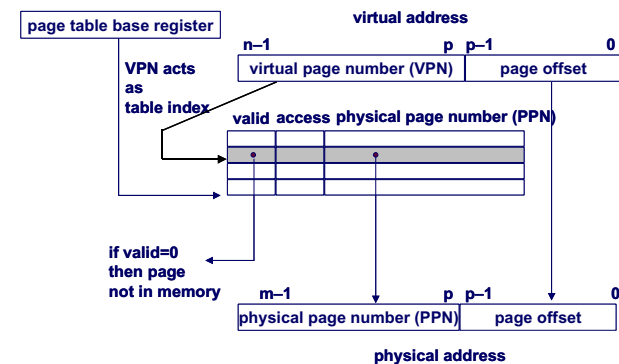 page table base register
virtual address
n–1 p p–1 0
virtual page number (VPN) page offset
VPN acts
as
table index
valid access physical page number (PPN)
if valid=0
then page
not in memory
m–1 p p–1 0
physical page number (PPN) page offset
physical address